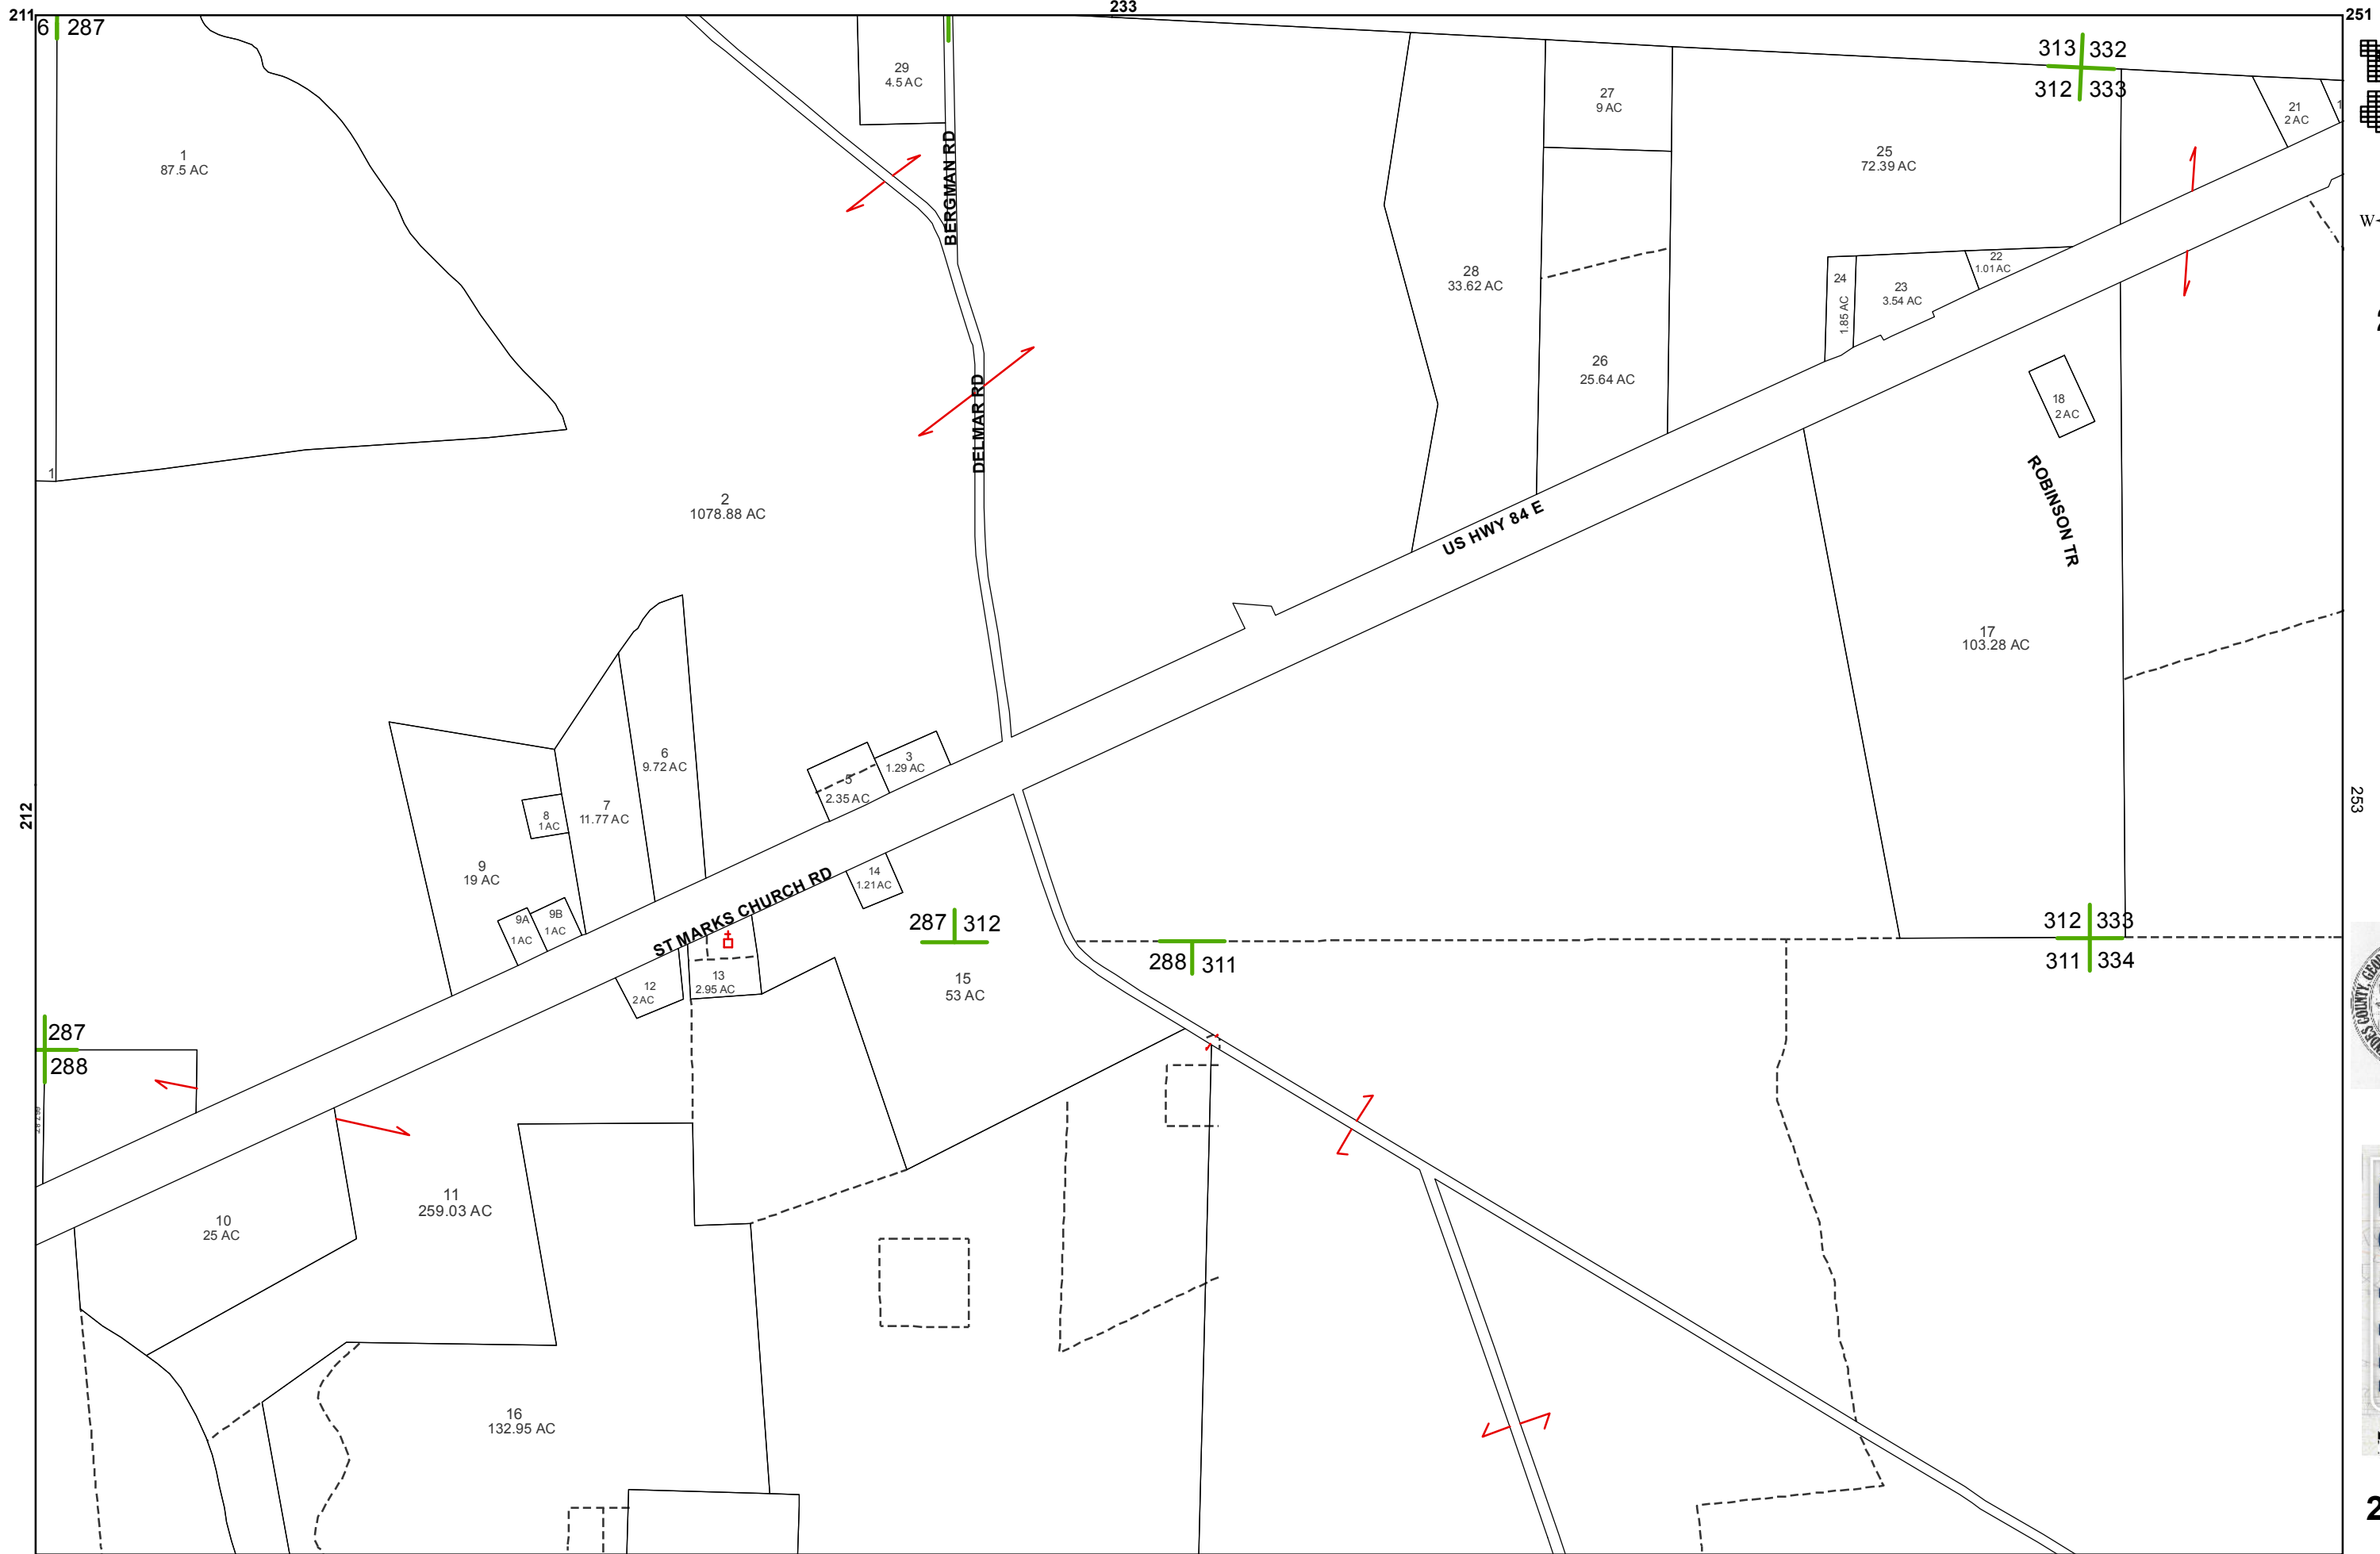 211
233
251
6 287
29
4.5 AC
313 332
312 333
27
9 AC
21
2 AC
1
1
87.5 AC
BERGMAN RD
25
72.39 AC
W
28
33.62 AC
24
1.85 AC
23
3.54 AC
22
1.01 AC
26
25.64 AC
18
2 AC
DELMAR RD
1
2
1078.88 AC
US HWY 84 E
ROBINSON TR
17
103.28 AC
6
9.72 AC
3
1.29 AC
5
2.35 AC
7
11.77 AC
8
1 AC
212
253
9
19 AC
14
1.21 AC
ST MARKS CHURCH RD
9A
1 AC
9B
1 AC
287 312
312 333
288 311
311 334
12
2 AC
13
2.95 AC
15
53 AC
287
288
10
25 AC
11
259.03 AC
16
132.95 AC
2